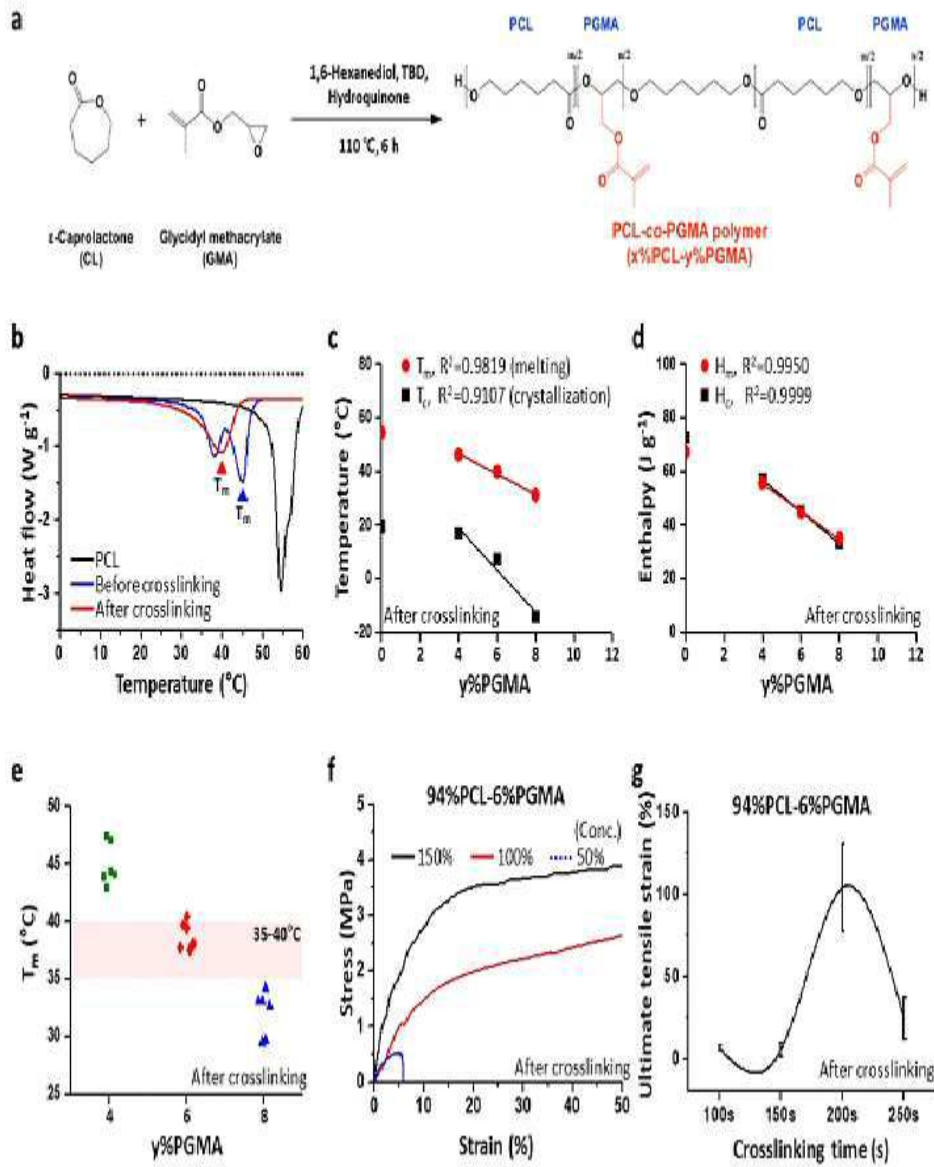 a
PCL PGMA PCL PGMA
1,6-Hexanediol, TBD,
Hydroquinone
110 °C, 6 h
+
ε-Caprolactone
(CL)
Glycidyl methacrylate
(GMA)
PCL-co-PGMA polymer
(x%PCL-y%PGMA)
b
Heat flow (W g⁻¹)
0
-1
-2
-3
Tm
Tm
PCL
Before crosslinking
After crosslinking
0 10 20 30 40 50 60
Temperature (°C)
c
Temperature (°C)
80
60
40
20
0
-20
Tm, R²=0.9819 (melting)
Tc, R²=0.9107 (crystallization)
After crosslinking
0 2 4 6 8 10 12
y%PGMA
d
Enthalpy (J g⁻¹)
100
80
60
40
20
0
Hm, R²=0.9950
Hc, R²=0.9999
After crosslinking
0 2 4 6 8 10 12
y%PGMA
e
Tm (°C)
50
45
40
35
30
25
35-40°C
After crosslinking
4 6 8
y%PGMA
f
94%PCL-6%PGMA
(Conc.)
150% 100% 50%
Stress (MPa)
6
5
4
3
2
1
0
After crosslinking
0 10 20 30 40 50
Strain (%)
g
94%PCL-6%PGMA
Ultimate tensile strain (%)
150
100
50
0
After crosslinking
100s 150s 200s 250s
Crosslinking time (s)